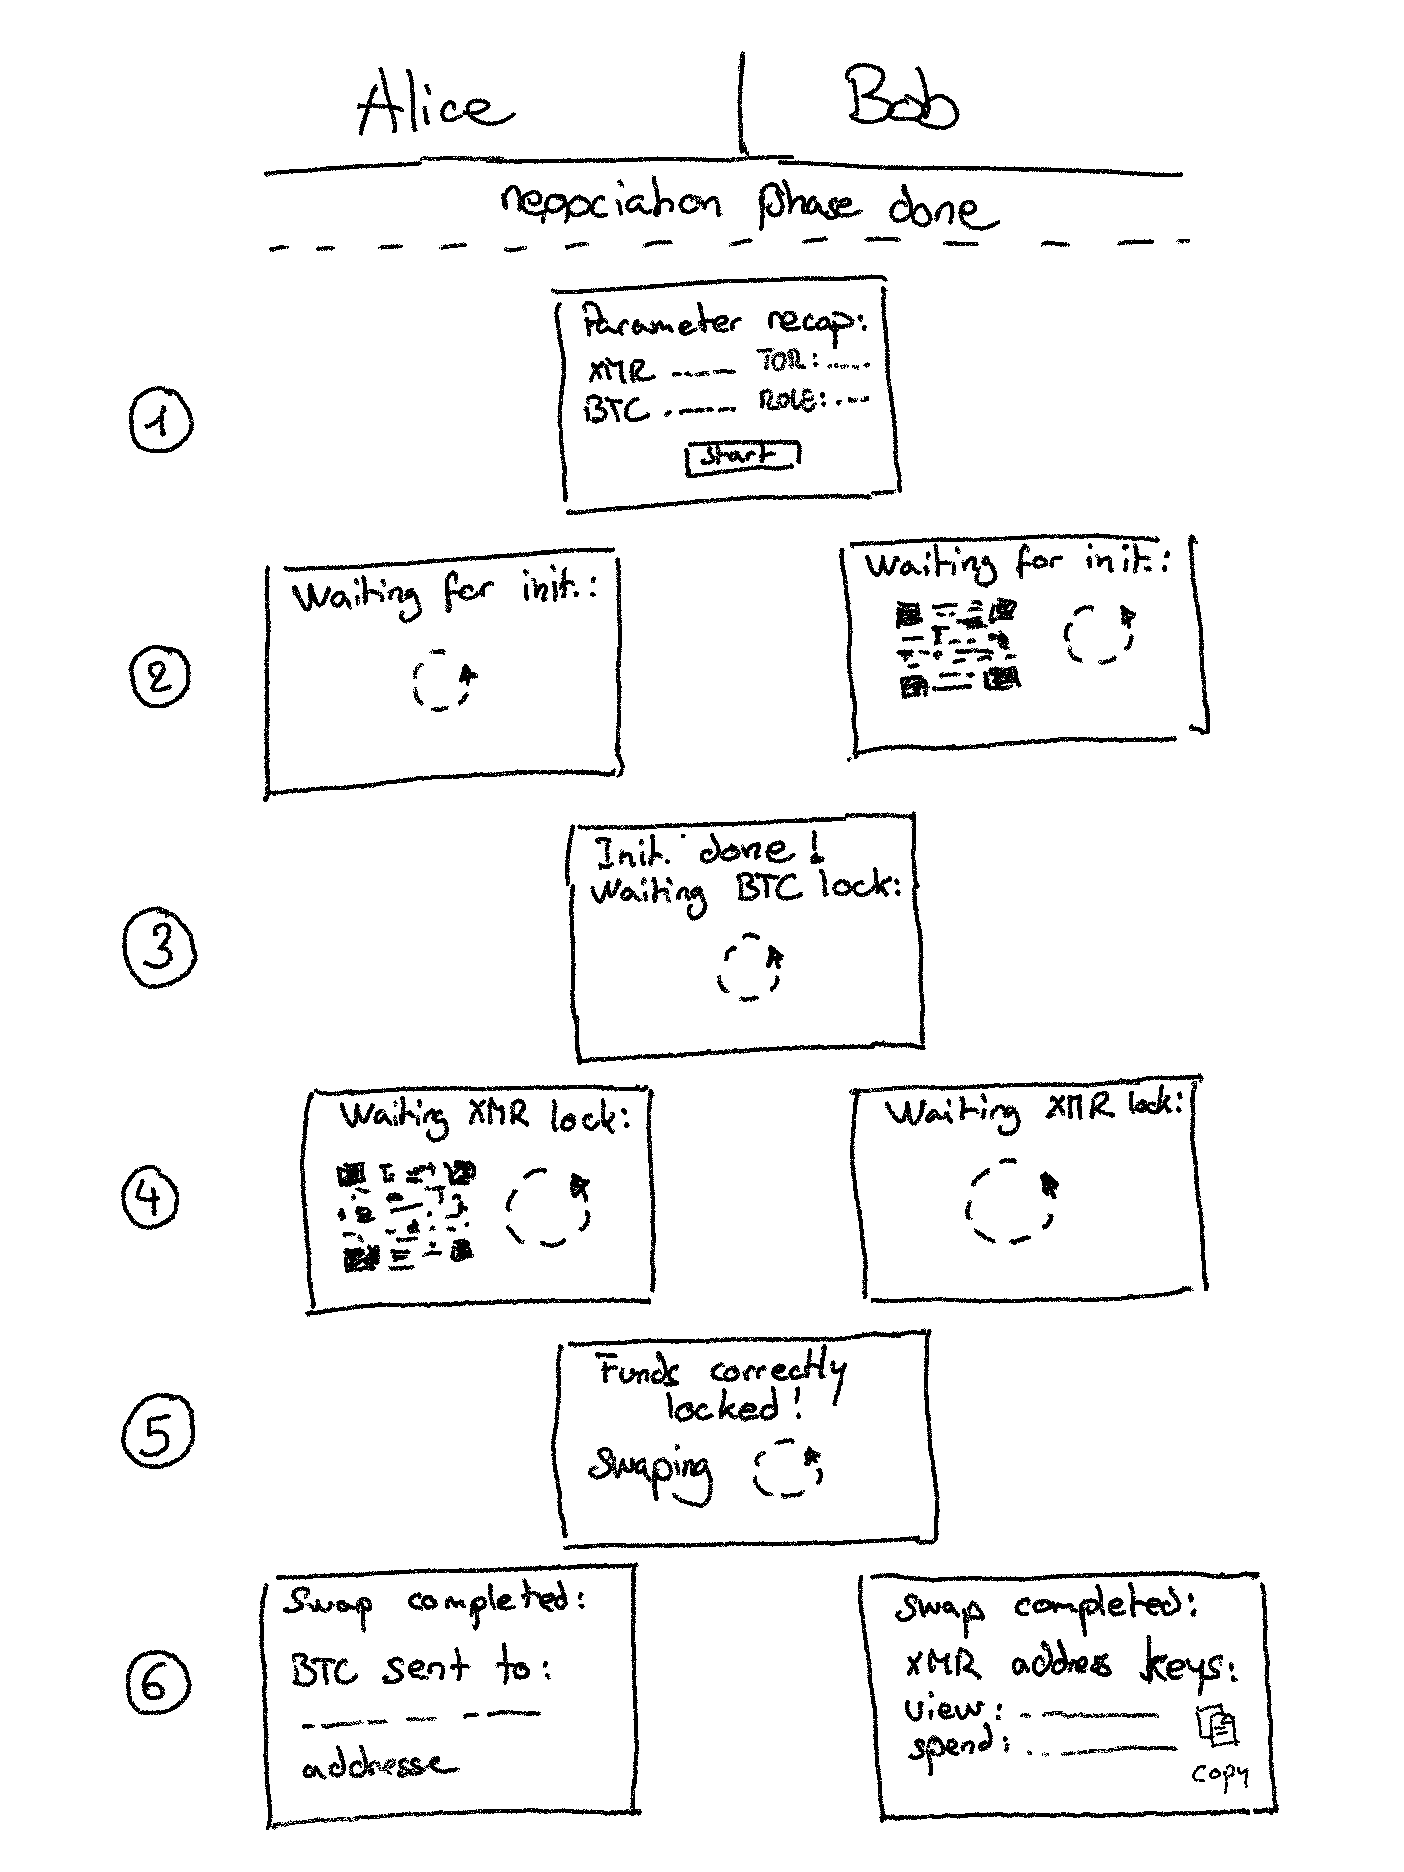 Alice | Bob
negociation phase done
1
Parameter recap:
XMR ----- TOR: .....
BTC ------ ROLE: ....
Start
2
Waiting for init.:
Waiting for init.:
3
Init. done!
Waiting BTC lock:
4
Waiting XMR lock:
Waiting XMR lock:
5
Funds correctly
locked!
Swaping
6
Swap completed:
BTC sent to:
addresse
Swap completed:
XMR address keys:
view:
spend:
copy